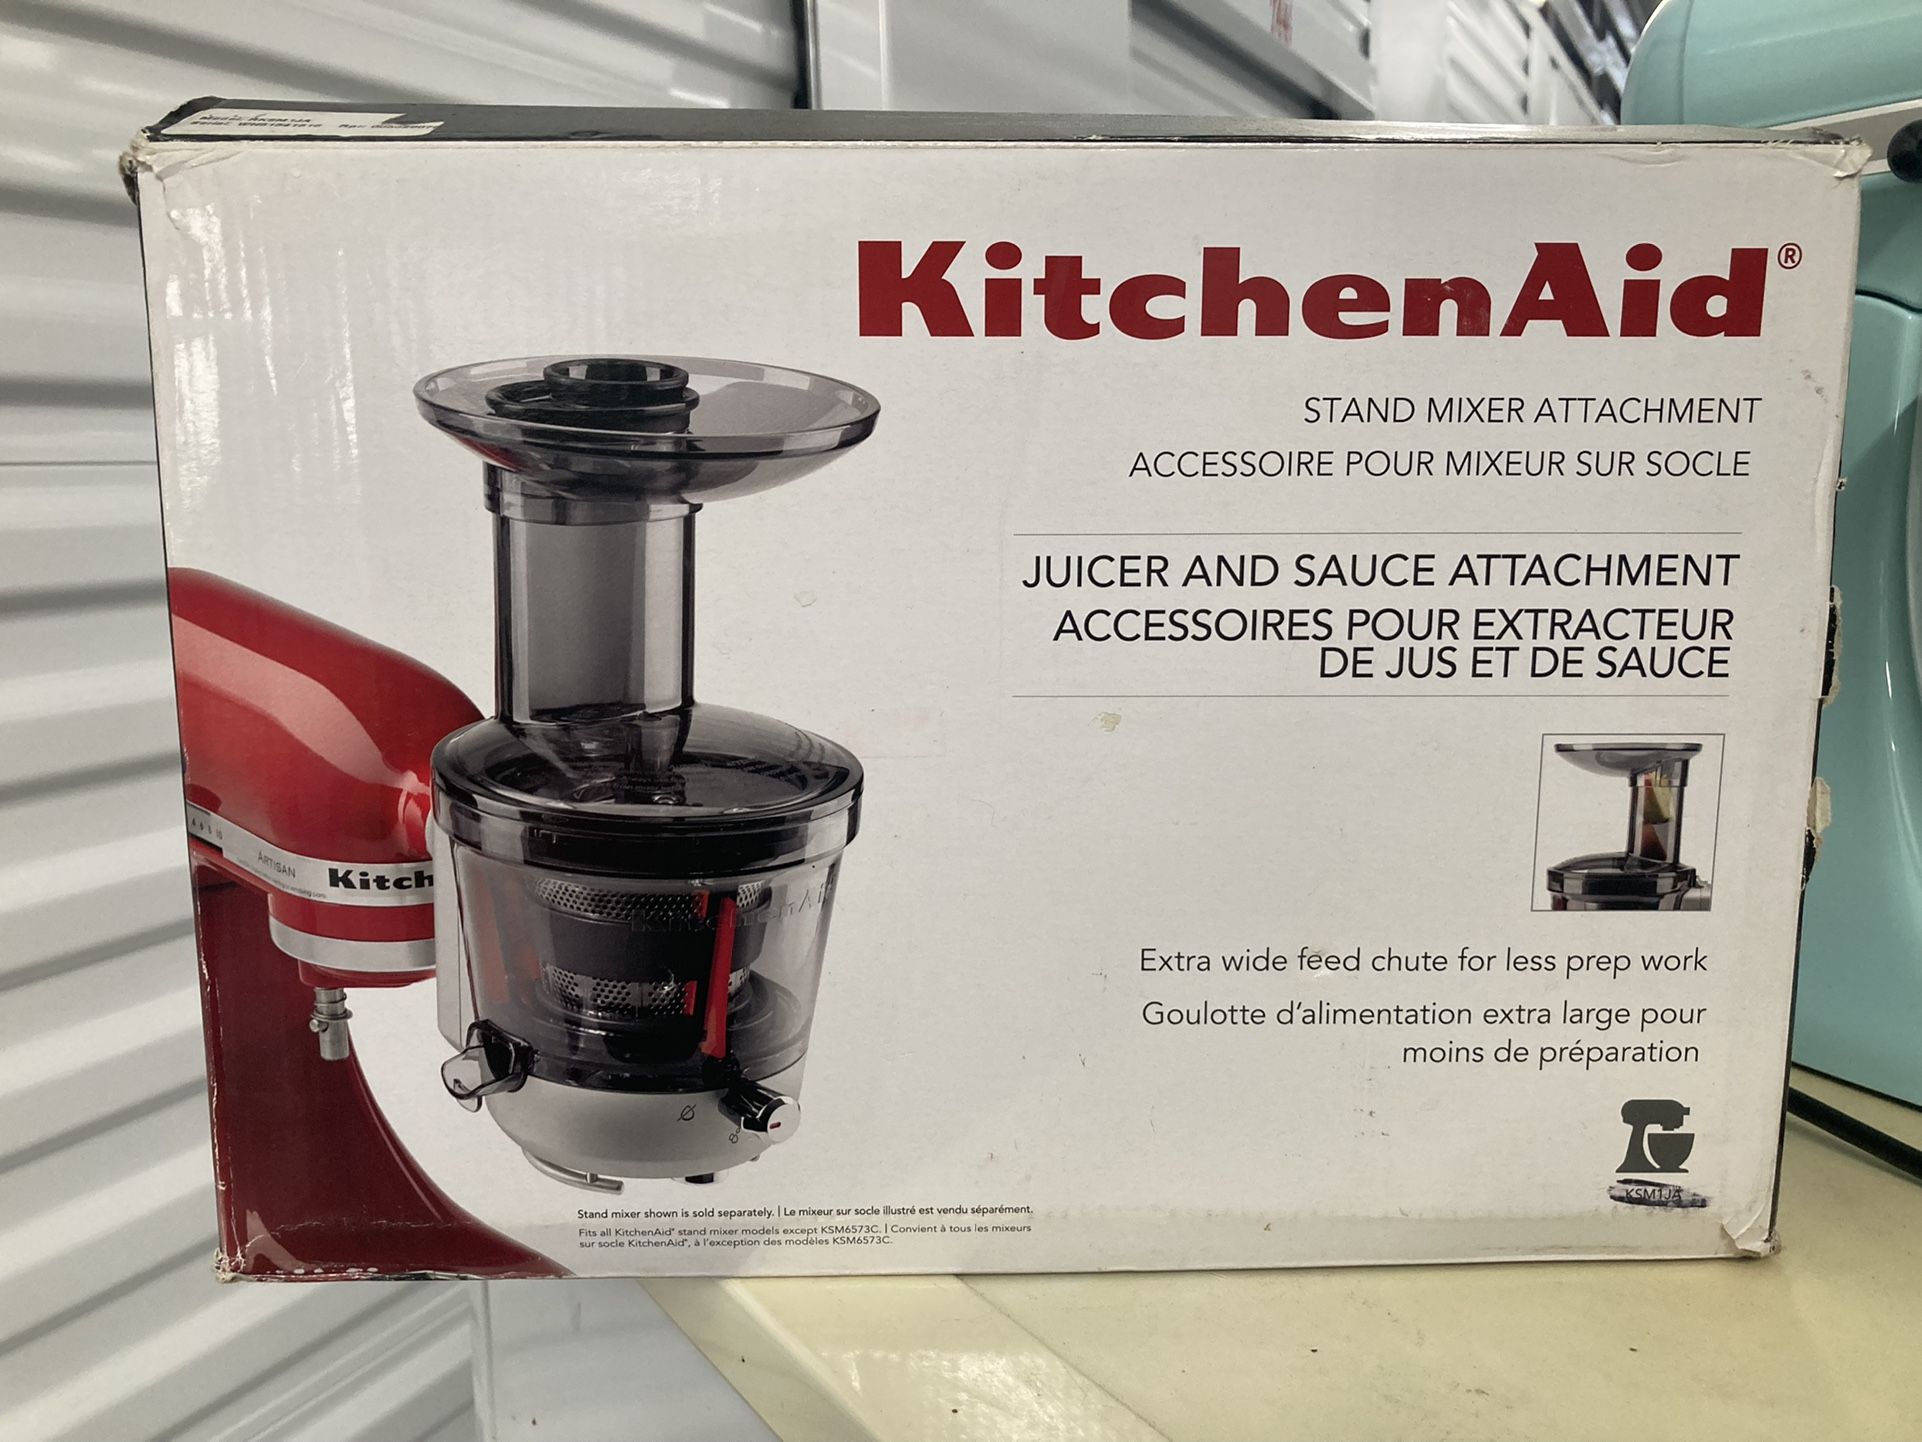 KitchenAid®
STAND MIXER ATTACHMENT
ACCESSOIRE POUR MIXEUR SUR SOCLE
JUICER AND SAUCE ATTACHMENT
ACCESSOIRES POUR EXTRACTEUR
DE JUS ET DE SAUCE
ARTISAN
Kitch
KitchenAi
Extra wide feed chute for less prep work
Goulotte d'alimentation extra large pour
moins de préparation
KSM1JA
Stand mixer shown is sold separately. | Le mixeur sur socle illustré est vendu séparément.
Fits all KitchenAid® stand mixer models except KSM6573C. | Convient à tous les mixeurs
sur socle KitchenAid®, à l'exception des modèles KSM6573C.